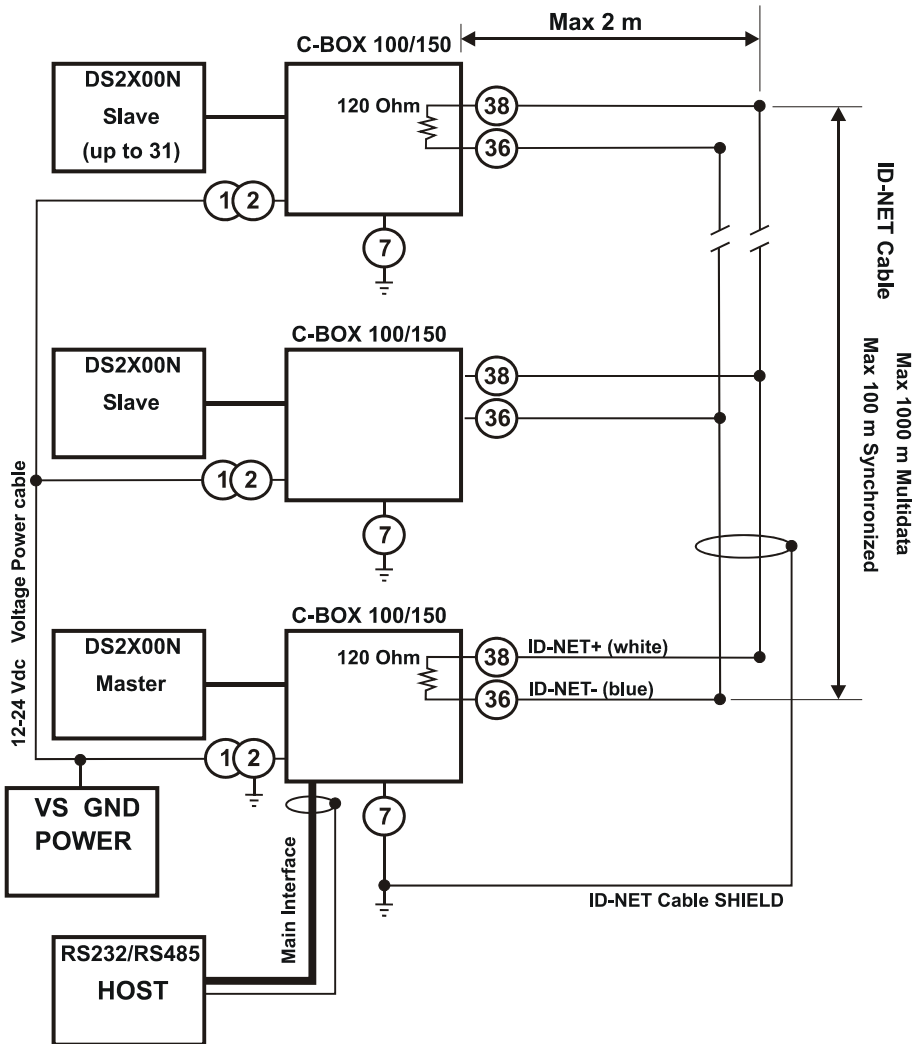 Max 2 m
C-BOX 100/150
DS2X00N
Slave
(up to 31)
120 Ohm
38
36
1 2
7
ID-NET Cable
Max 1000 m Multidata
Max 100 m Synchronized
C-BOX 100/150
DS2X00N
Slave
38
36
1 2
7
12-24 Vdc Voltage Power cable
C-BOX 100/150
DS2X00N
Master
120 Ohm
38
ID-NET+ (white)
36
ID-NET- (blue)
1 2
7
VS GND
POWER
Main Interface
ID-NET Cable SHIELD
RS232/RS485
HOST